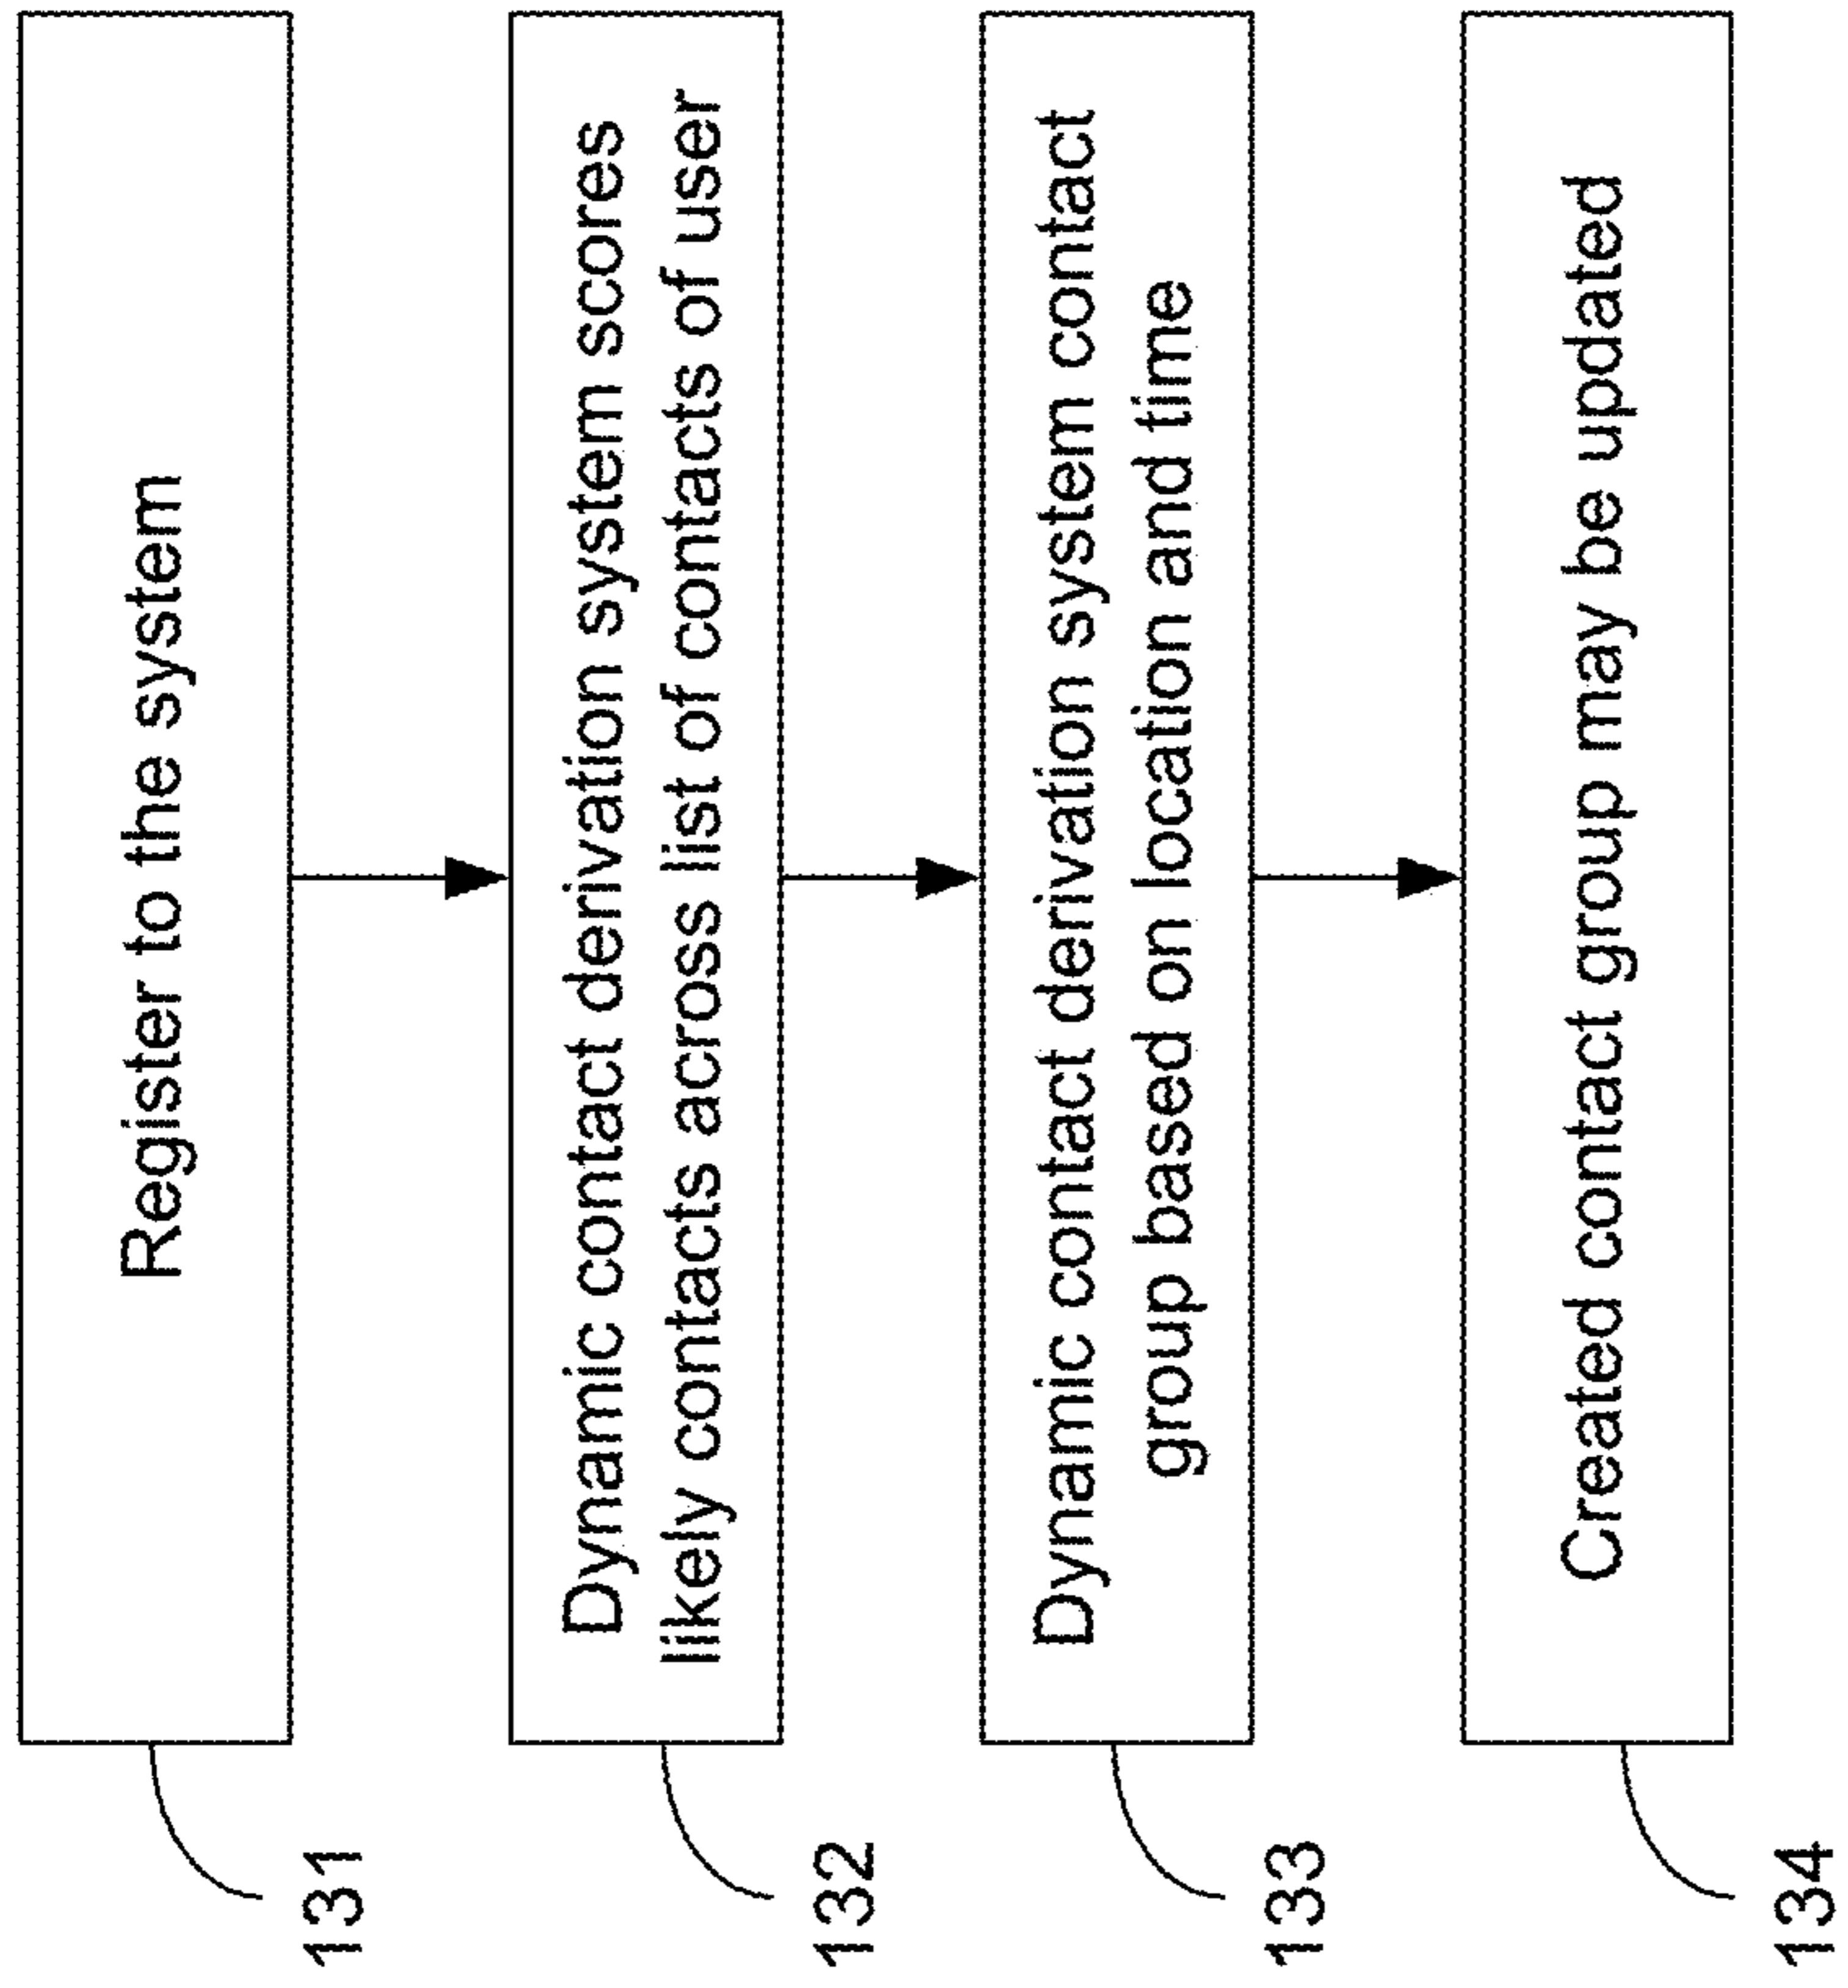 131
Register to the system
132
Dynamic contact derivation system scores
likely contacts across list of contacts of user
133
Dynamic contact derivation system contact
group based on location and time
134
Created contact group may be updated